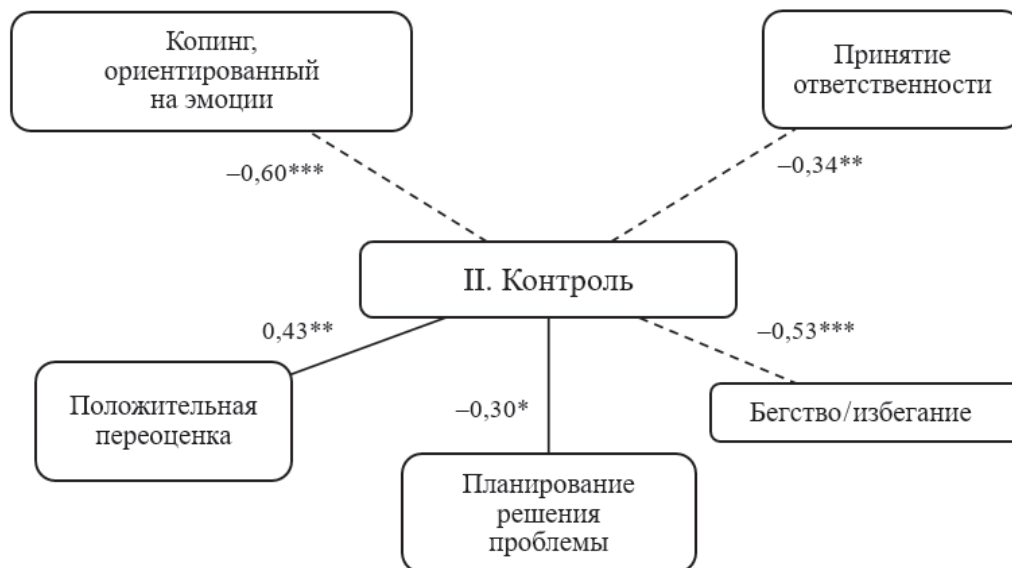 Копинг,
ориентированный
на эмоции
Принятие
ответственности
–0,60***
–0,34**
II. Контроль
0,43**
–0,53***
Положительная
переоценка
–0,30*
Бегство/избегание
Планирование
решения
проблемы